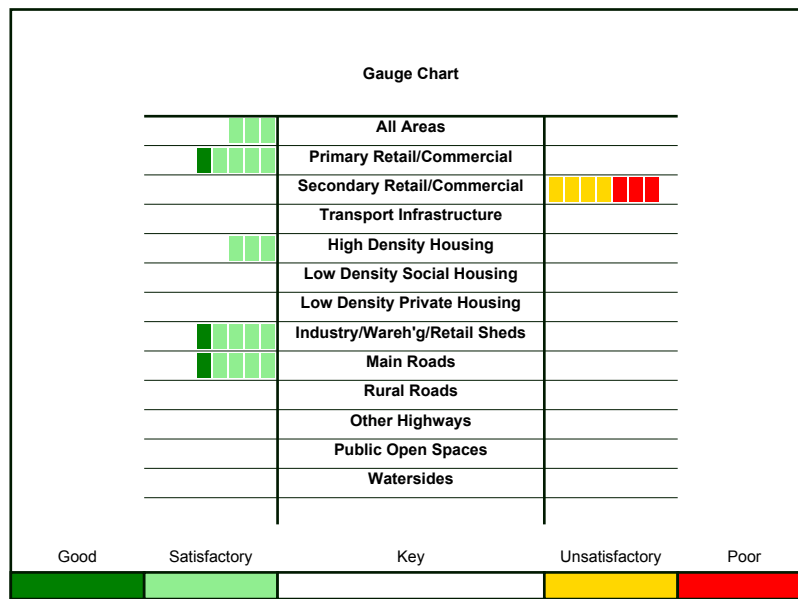 Gauge Chart
All Areas
Primary Retail/Commercial
Secondary Retail/Commercial
Transport Infrastructure
High Density Housing
Low Density Social Housing
Low Density Private Housing
Industry/Wareh'g/Retail Sheds
Main Roads
Rural Roads
Other Highways
Public Open Spaces
Watersides
Good Satisfactory Key Unsatisfactory Poor